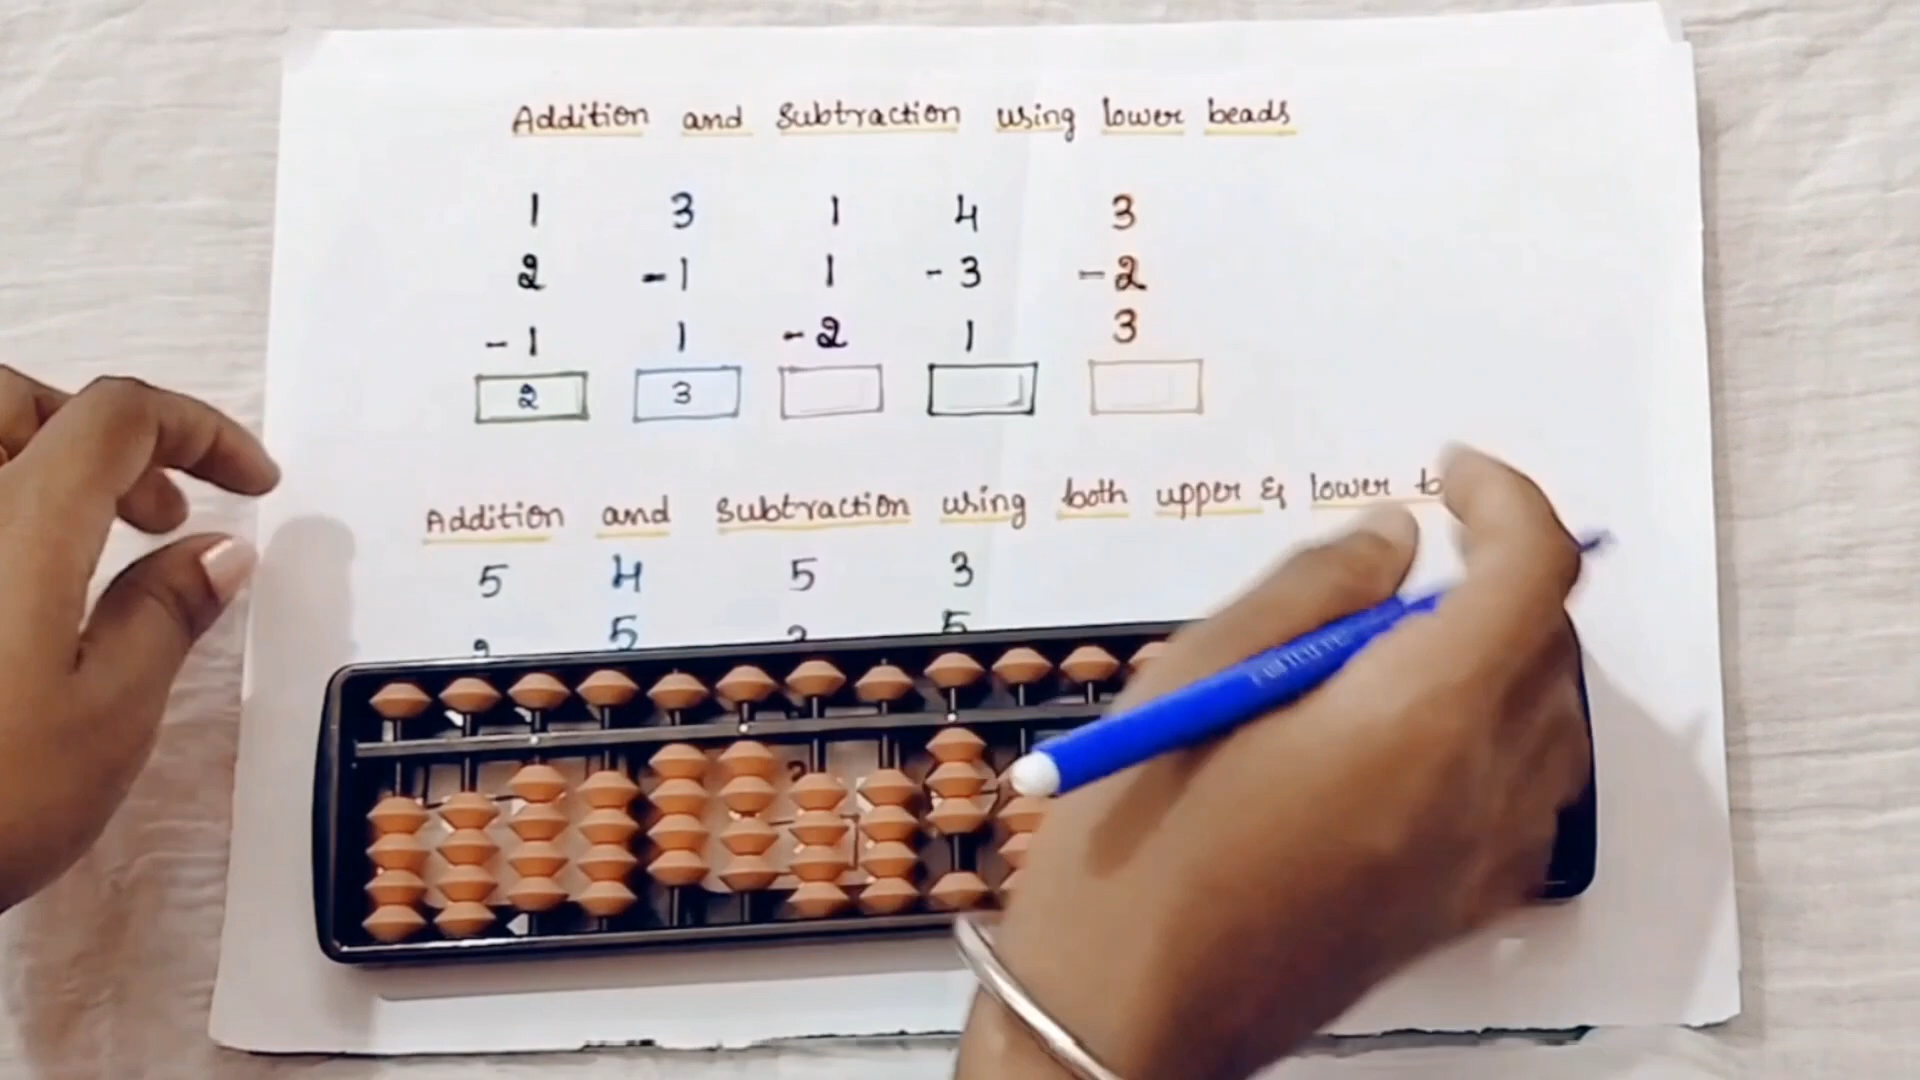 Addition and Subtraction using lower beads
1 3 1 4 3
2 -1 1 -3 -2
-1 1 -2 1 3
2 3
Addition and Subtraction using both upper & lower
5 4 5 3
5 5